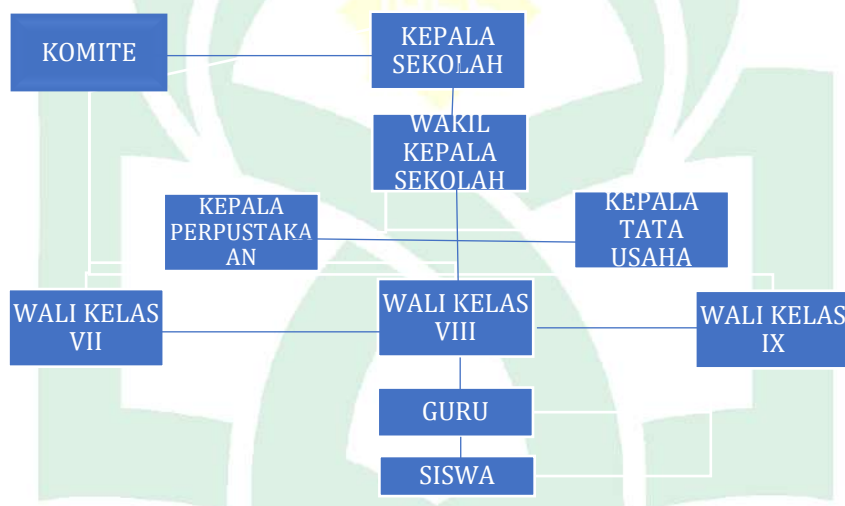 KOMITE
KEPALA
SEKOLAH
WAKIL
KEPALA
SEKOLAH
KEPALA
PERPUSTAKA
AN
KEPALA
TATA
USAHA
WALI KELAS
VII
WALI KELAS
VIII
WALI KELAS
IX
GURU
SISWA